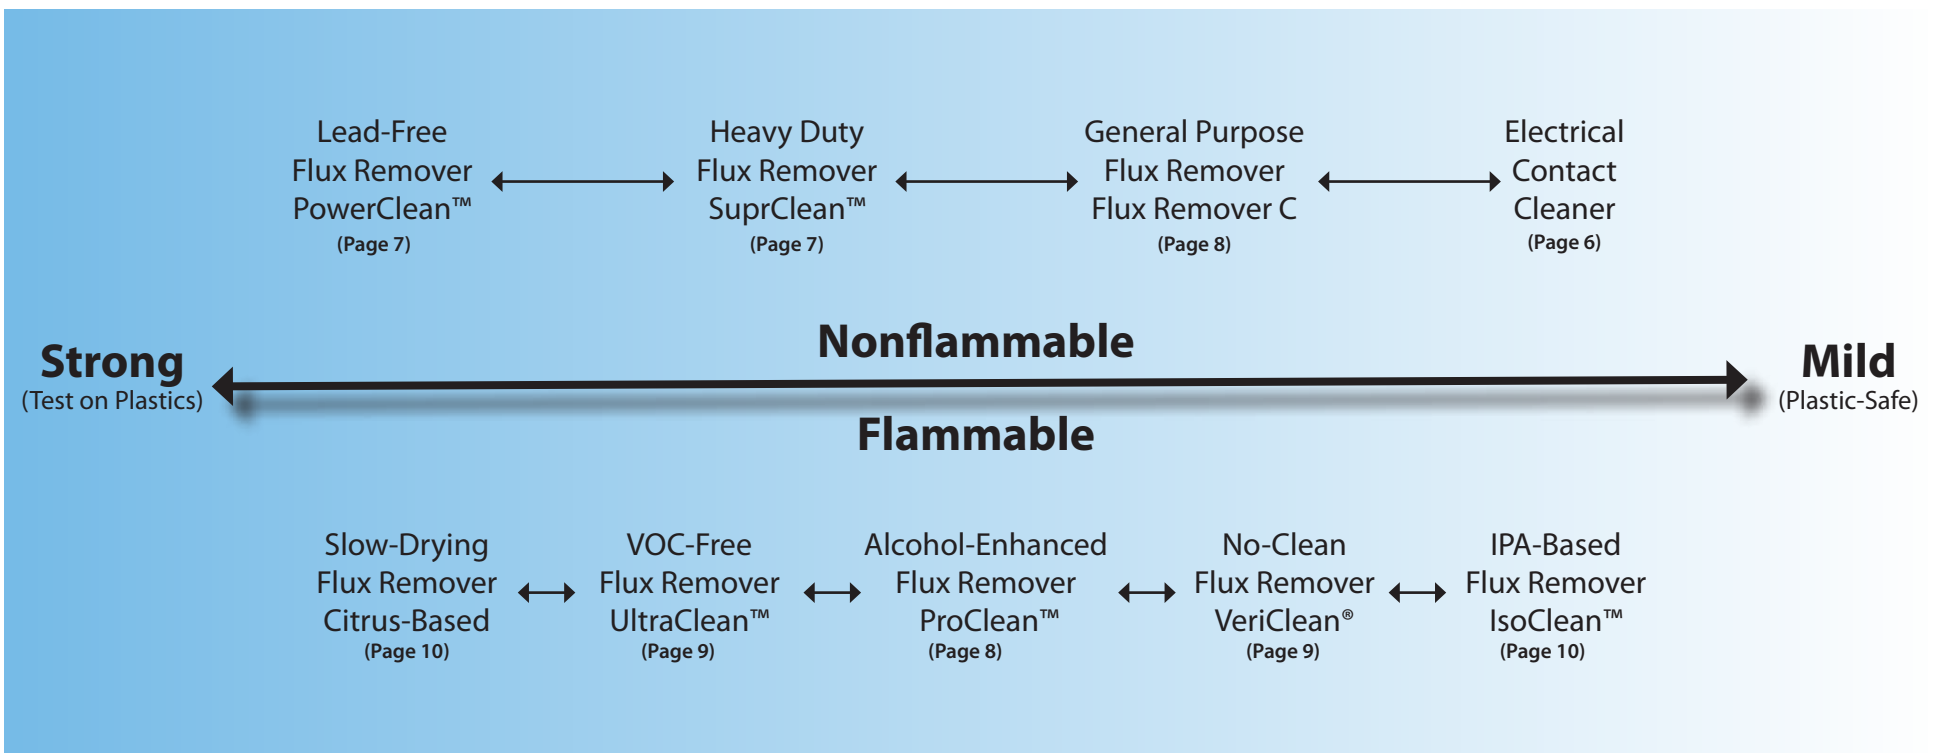 Lead-Free
Flux Remover
PowerClean™
(Page 7)
Heavy Duty
Flux Remover
SuprClean™
(Page 7)
General Purpose
Flux Remover
Flux Remover C
(Page 8)
Electrical
Contact
Cleaner
(Page 6)
Strong
(Test on Plastics)
Nonflammable
Flammable
Mild
(Plastic-Safe)
Slow-Drying
Flux Remover
Citrus-Based
(Page 10)
VOC-Free
Flux Remover
UltraClean™
(Page 9)
Alcohol-Enhanced
Flux Remover
ProClean™
(Page 8)
No-Clean
Flux Remover
VeriClean®
(Page 9)
IPA-Based
Flux Remover
IsoClean™
(Page 10)